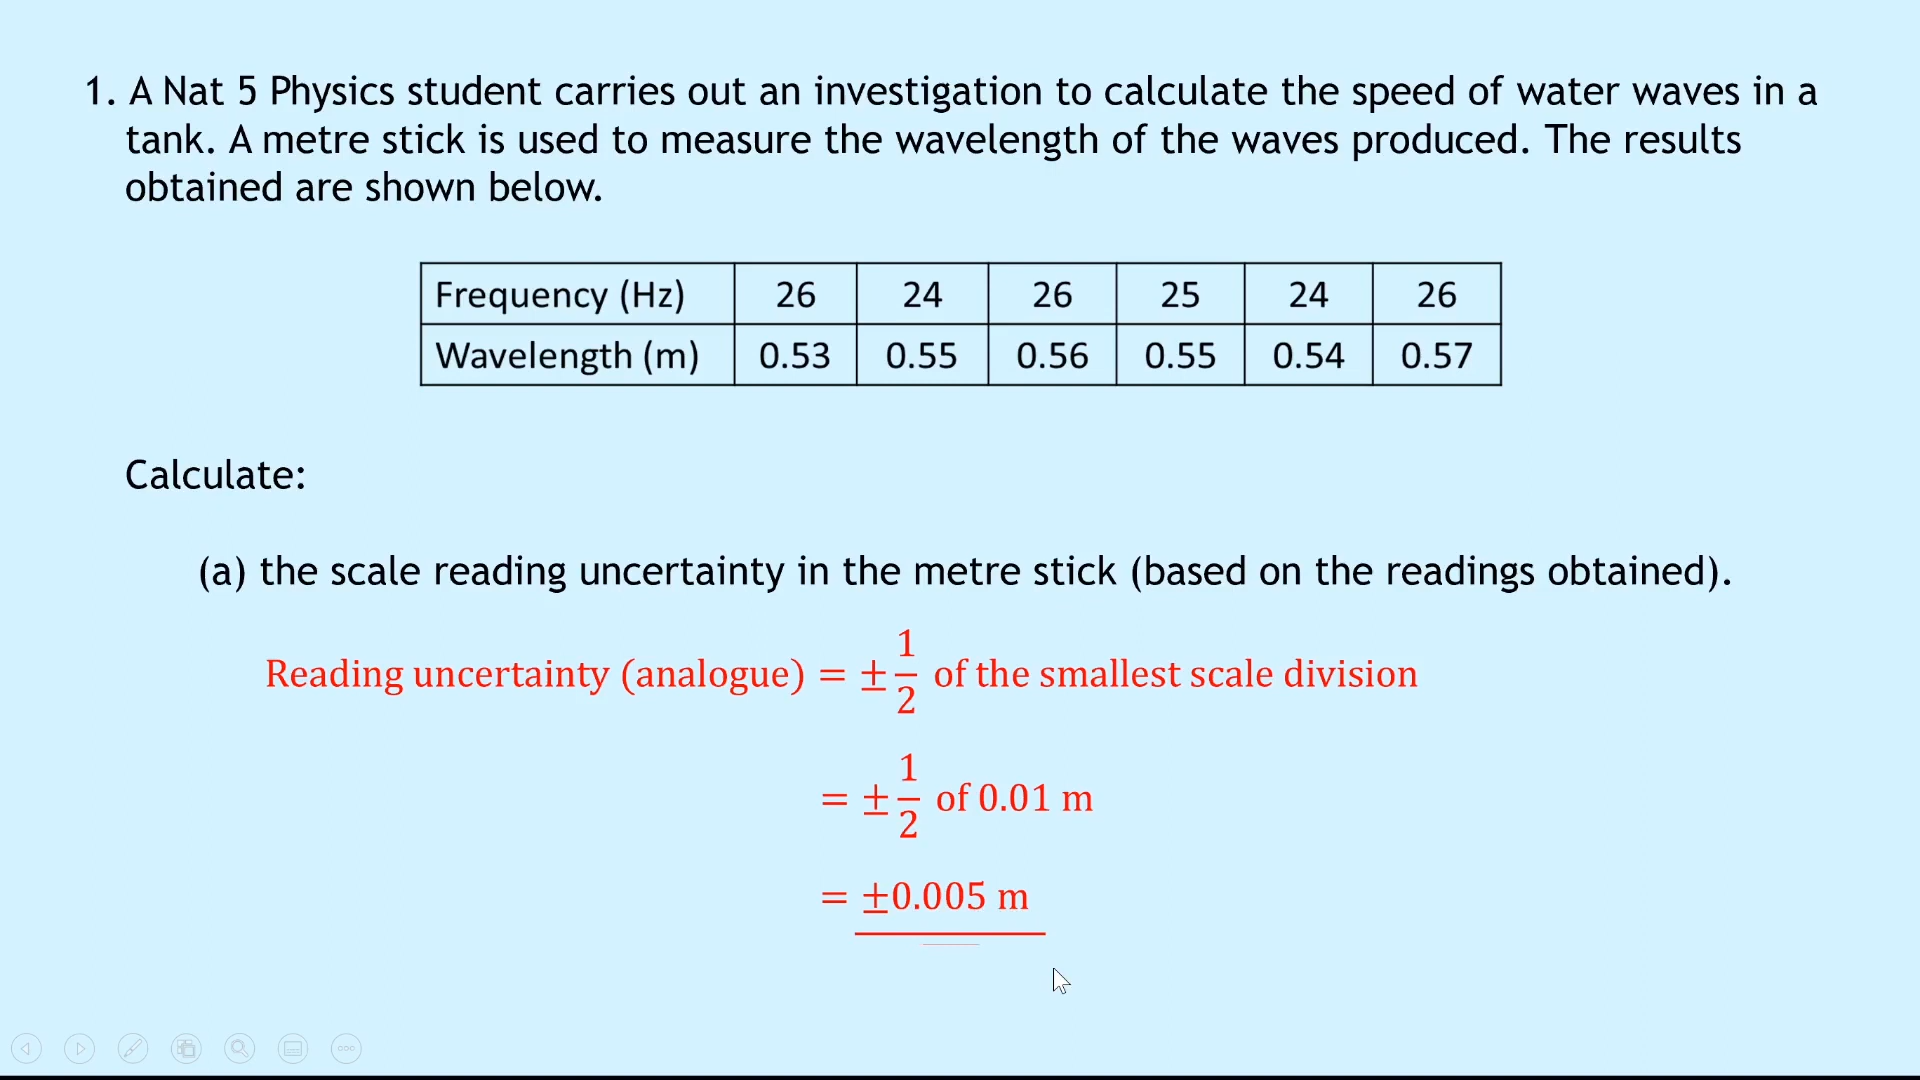 1. A Nat 5 Physics student carries out an investigation to calculate the speed of water waves in a
tank. A metre stick is used to measure the wavelength of the waves produced. The results
obtained are shown below.
Frequency (Hz) 26 24 26 25 24 26
Wavelength (m) 0.53 0.55 0.56 0.55 0.54 0.57
Calculate:
(a) the scale reading uncertainty in the metre stick (based on the readings obtained).
Reading uncertainty (analogue) = ±1/2 of the smallest scale division
= ±1/2 of 0.01 m
= ±0.005 m